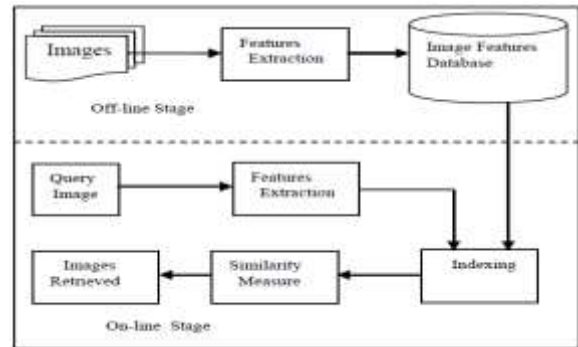 Images
Features
Extraction
Image Features
Database
Off-line Stage
Query
Image
Features
Extraction
Images
Retrieved
Similarity
Measure
Indexing
On-line Stage